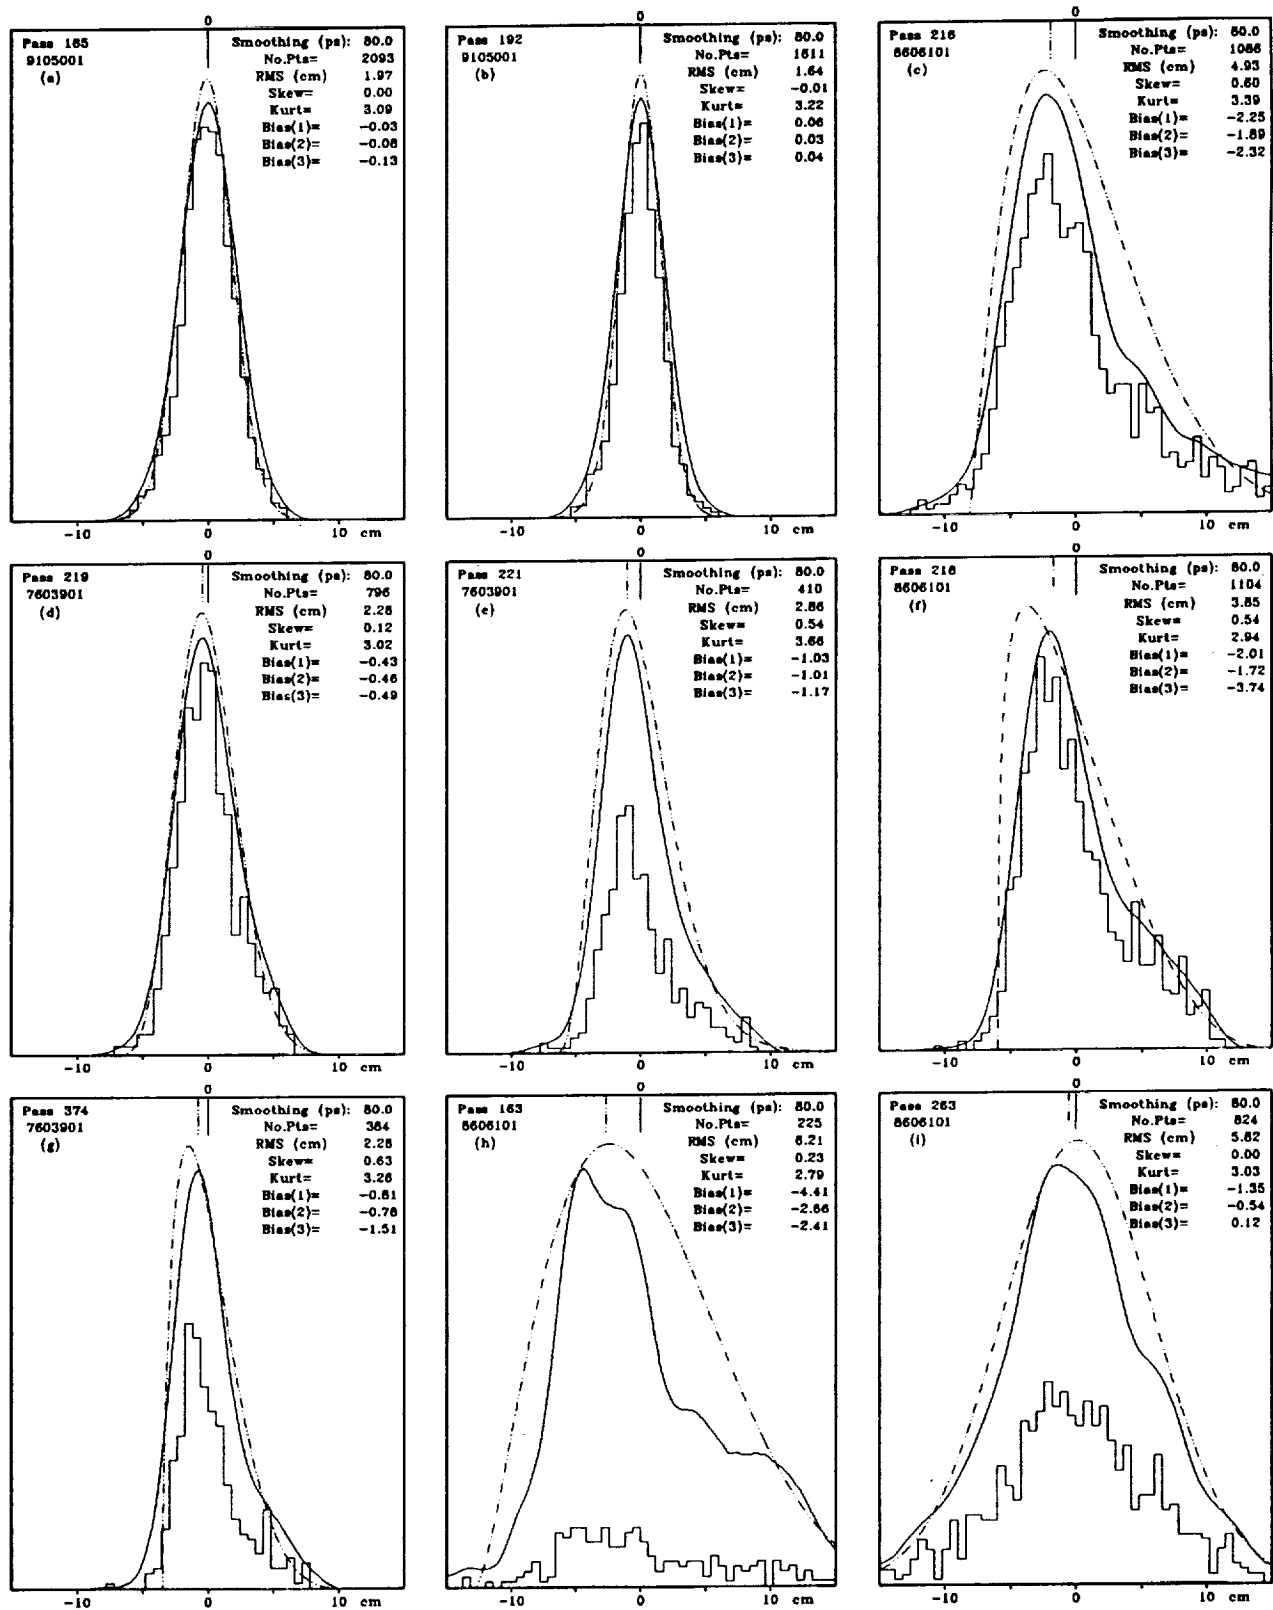 0
Pass 165
9105001
(a)
Smoothing (ps): 80.0
No.Pts= 2093
RMS (cm) 1.97
Skew= 0.00
Kurt= 3.09
Bias(1)= -0.03
Bias(2)= -0.08
Bias(3)= -0.13
-10 0 10 cm
0
Pass 192
9105001
(b)
Smoothing (ps): 80.0
No.Pts= 1611
RMS (cm) 1.64
Skew= -0.01
Kurt= 3.22
Bias(1)= 0.06
Bias(2)= 0.03
Bias(3)= 0.04
-10 0 10 cm
0
Pass 216
8606101
(c)
Smoothing (ps): 80.0
No.Pts= 1086
RMS (cm) 4.93
Skew= 0.60
Kurt= 3.39
Bias(1)= -2.25
Bias(2)= -1.89
Bias(3)= -2.32
-10 0 10 cm
0
Pass 219
7603901
(d)
Smoothing (ps): 80.0
No.Pts= 796
RMS (cm) 2.28
Skew= 0.12
Kurt= 3.02
Bias(1)= -0.43
Bias(2)= -0.46
Bias(3)= -0.49
-10 0 10 cm
0
Pass 221
7603901
(e)
Smoothing (ps): 80.0
No.Pts= 410
RMS (cm) 2.86
Skew= 0.54
Kurt= 3.66
Bias(1)= -1.03
Bias(2)= -1.01
Bias(3)= -1.17
-10 0 10 cm
0
Pass 216
8606101
(f)
Smoothing (ps): 80.0
No.Pts= 1104
RMS (cm) 3.85
Skew= 0.54
Kurt= 2.94
Bias(1)= -2.01
Bias(2)= -1.72
Bias(3)= -3.74
-10 0 10 cm
0
Pass 374
7603901
(g)
Smoothing (ps): 80.0
No.Pts= 384
RMS (cm) 2.28
Skew= 0.63
Kurt= 3.26
Bias(1)= -0.81
Bias(2)= -0.78
Bias(3)= -1.51
-10 0 10 cm
0
Pass 163
8606101
(h)
Smoothing (ps): 80.0
No.Pts= 225
RMS (cm) 6.21
Skew= 0.23
Kurt= 2.79
Bias(1)= -4.41
Bias(2)= -2.66
Bias(3)= -2.41
-10 0 10 cm
0
Pass 263
8606101
(i)
Smoothing (ps): 80.0
No.Pts= 824
RMS (cm) 5.82
Skew= 0.00
Kurt= 3.03
Bias(1)= -1.35
Bias(2)= -0.54
Bias(3)= 0.12
-10 0 10 cm